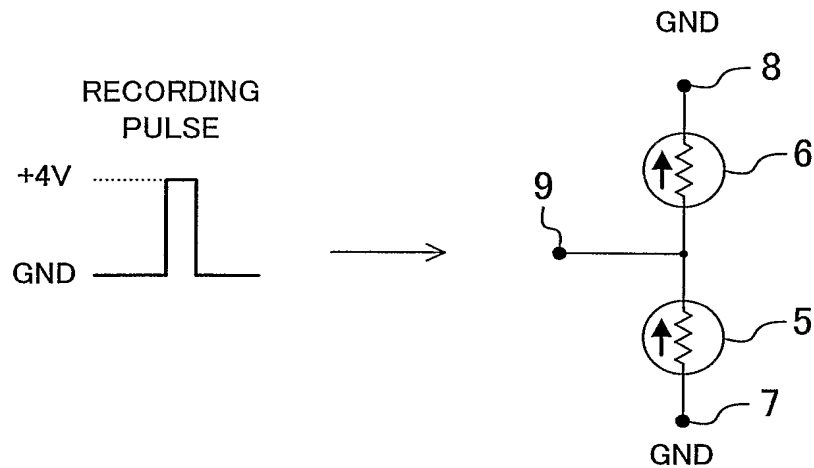 GND
8
RECORDING
PULSE
6
+4V
9
GND
5
7
GND